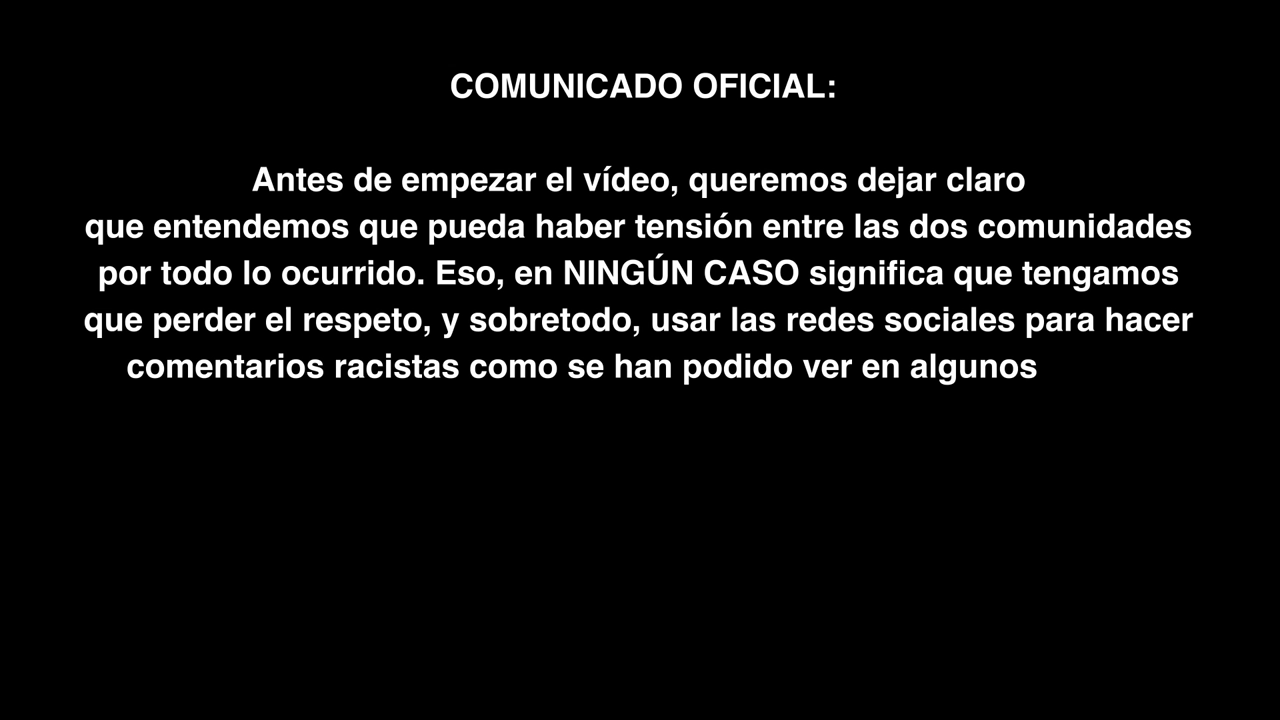 COMUNICADO OFICIAL:
Antes de empezar el vídeo, queremos dejar claro
que entendemos que pueda haber tensión entre las dos comunidades
por todo lo ocurrido. Eso, en NINGÚN CASO significa que tengamos
que perder el respeto, y sobretodo, usar las redes sociales para hacer
comentarios racistas como se han podido ver en algunos